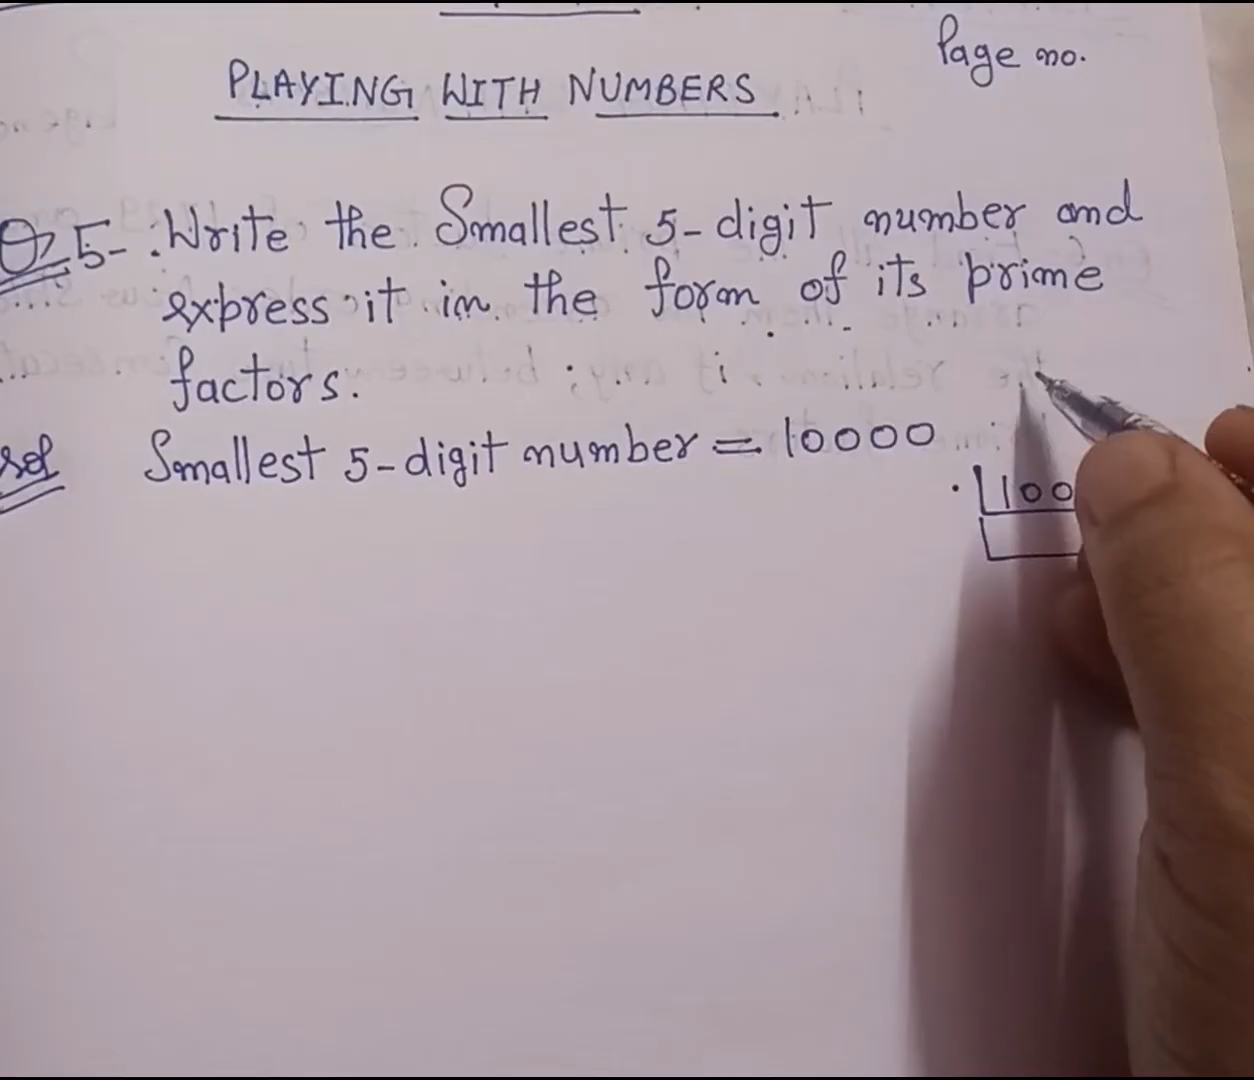 Page no.
PLAYING WITH NUMBERS
Q 5- Write the Smallest 5-digit number and
express it in the form of its prime
factors.
Sol Smallest 5-digit number = 10000
100